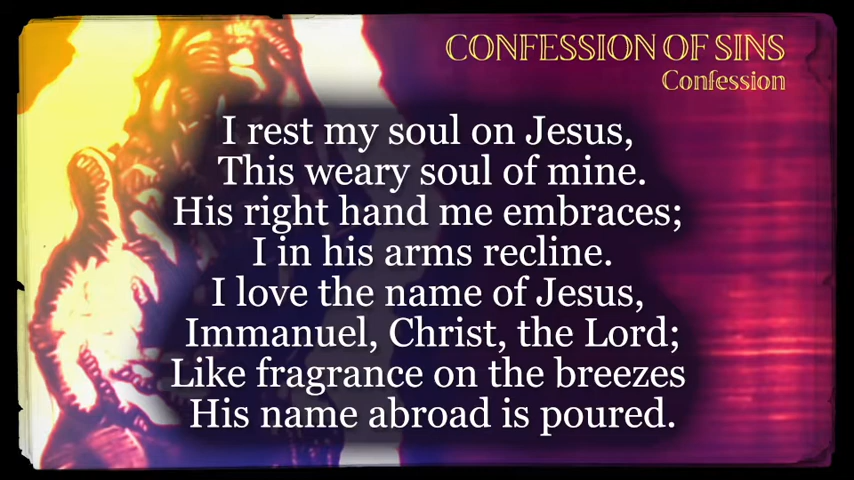 CONFESSION OF SINS
Confession
I rest my soul on Jesus,
This weary soul of mine.
His right hand me embraces;
I in his arms recline.
I love the name of Jesus,
Immanuel, Christ, the Lord;
Like fragrance on the breezes
His name abroad is poured.